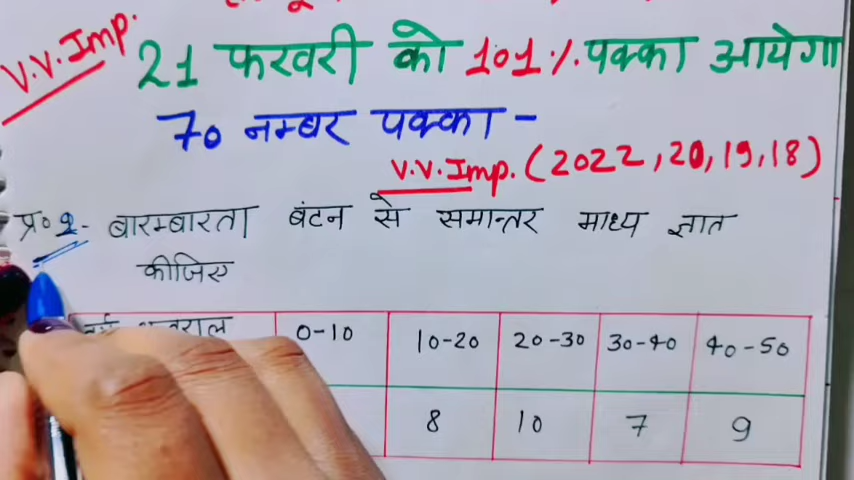 V.V.Imp.
21 फरवरी को 101% पक्का आयेगा
70 नम्बर पक्का -
V.V.Imp. (2022, 20, 19, 18)
प्र० 2- बारम्बारता बंटन से समान्तर माध्य ज्ञात
कीजिए
0-10 10-20 20-30 30-40 40-50
8 10 7 9